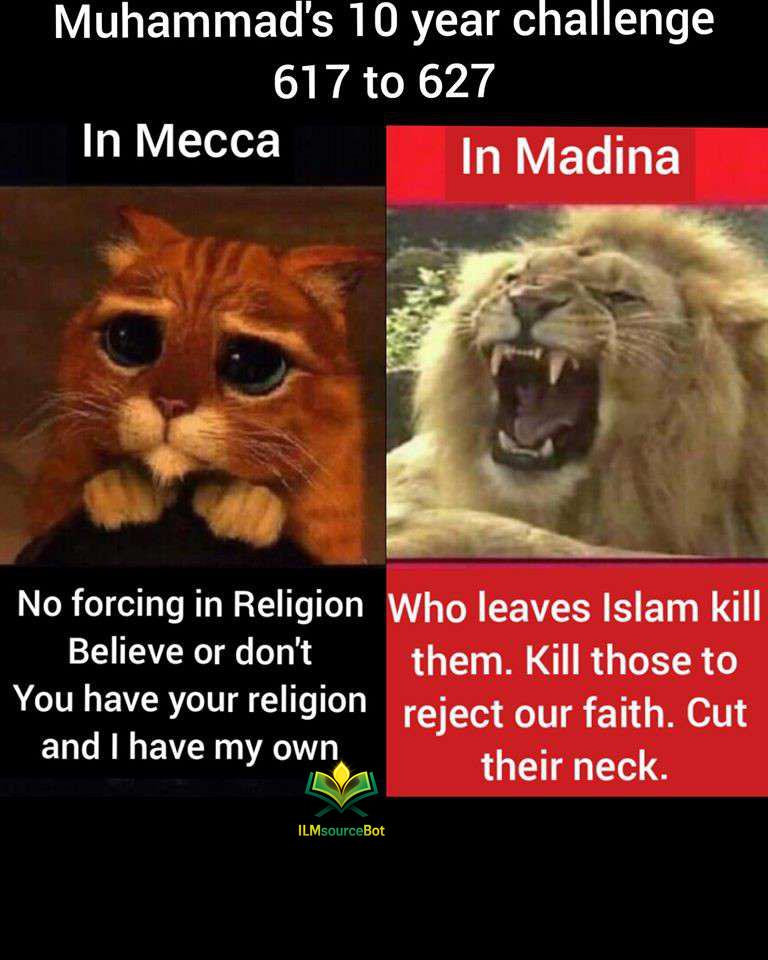 Muhammad's 10 year challenge
617 to 627
In Mecca
In Madina
No forcing in Religion
Believe or don't
You have your religion
and I have my own
Who leaves Islam kill
them. Kill those to
reject our faith. Cut
their neck.
ILMsourceBot